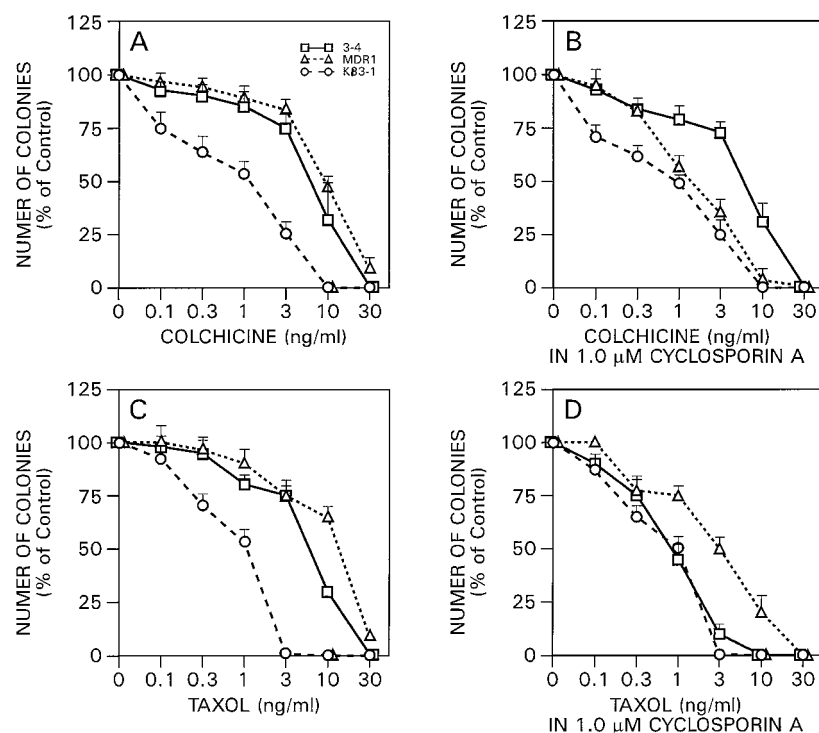 A
3-4
MDR1
KB3-1
NUMER OF COLONIES
(% of Control)
125
100
75
50
25
0
0 0.1 0.3 1 3 10 30
COLCHICINE (ng/ml)
B
NUMER OF COLONIES
(% of Control)
125
100
75
50
25
0
0 0.1 0.3 1 3 10 30
COLCHICINE (ng/ml)
IN 1.0 μM CYCLOSPORIN A
C
NUMER OF COLONIES
(% of Control)
125
100
75
50
25
0
0 0.1 0.3 1 3 10 30
TAXOL (ng/ml)
D
NUMER OF COLONIES
(% of Control)
125
100
75
50
25
0
0 0.1 0.3 1 3 10 30
TAXOL (ng/ml)
IN 1.0 μM CYCLOSPORIN A